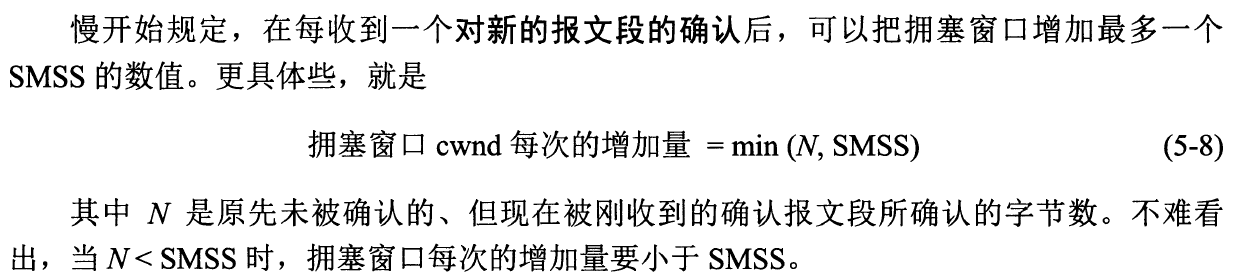 慢开始规定，在每收到一个对新的报文段的确认后，可以把拥塞窗口增加最多一个
SMSS 的数值。更具体些，就是
拥塞窗口 cwnd 每次的增加量 = min (N, SMSS) (5-8)
其中 N 是原先未被确认的、但现在被刚收到的确认报文段所确认的字节数。不难看
出，当 N < SMSS 时，拥塞窗口每次的增加量要小于 SMSS。